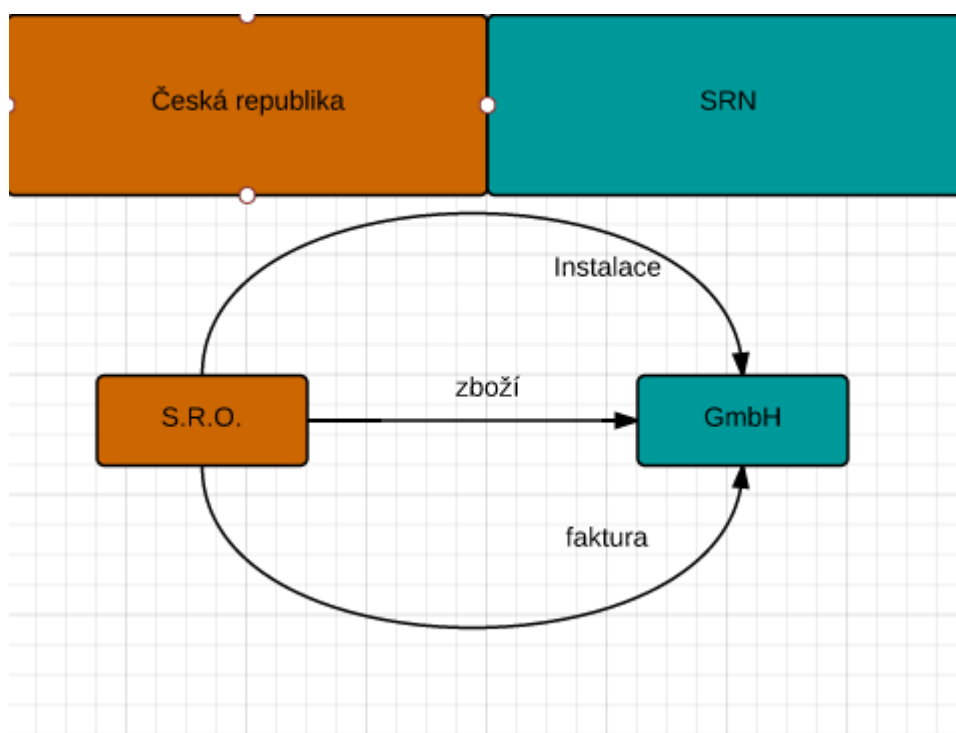 Česká republika
SRN
Instalace
zboží
S.R.O.
GmbH
faktura